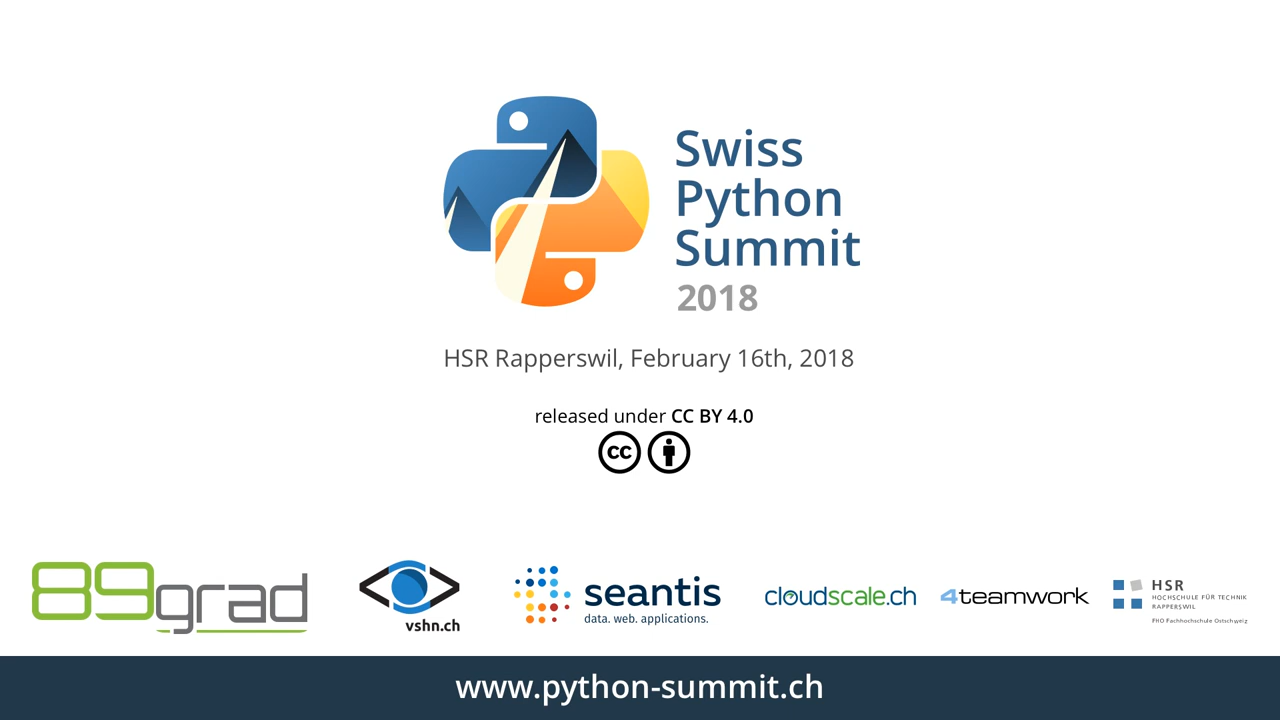 Swiss
Python
Summit
2018
HSR Rapperswil, February 16th, 2018
released under CC BY 4.0
cc
89grad
vshn.ch
seantis
data. web. applications.
cloudscale.ch
4teamwork
HSR
HOCHSCHULE FÜR TECHNIK
RAPPERSWIL
FHO Fachhochschule Ostschweiz
www.python-summit.ch